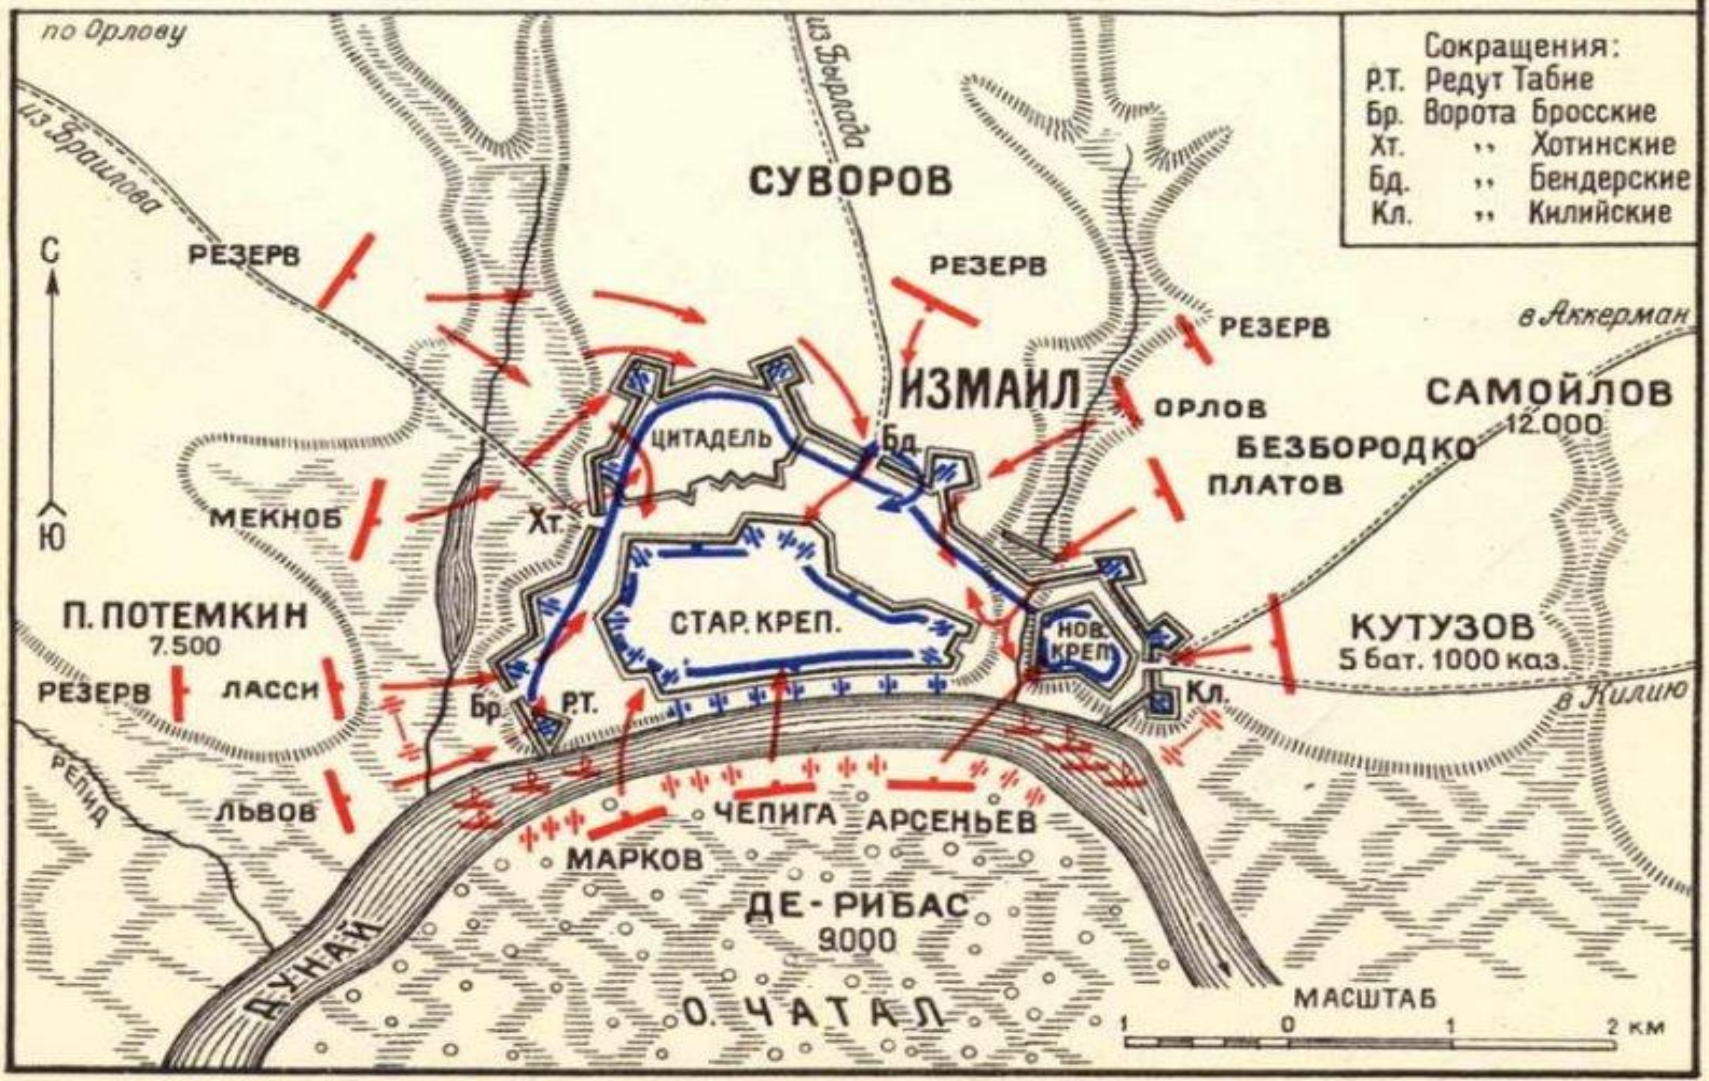 по Орлову
из Браилова
из Бырлада
Сокращения:
Р.Т. Редут Табие
Бр. Ворота Бросские
Хт. ,, Хотинские
Бд. ,, Бендерские
Кл. ,, Килийские
СУВОРОВ
С
Ю
РЕЗЕРВ
РЕЗЕРВ
РЕЗЕРВ
в Аккерман
ИЗМАИЛ
ОРЛОВ
САМОЙЛОВ
12.000
БЕЗБОРОДКО
ПЛАТОВ
ЦИТАДЕЛЬ
Бд.
МЕКНОБ
Хт.
П. ПОТЕМКИН
7.500
СТАР. КРЕП.
НОВ.
КРЕП.
КУТУЗОВ
5 бат. 1000 каз.
РЕЗЕРВ
ЛАССИ
Бр.
Р.Т.
Кл.
в Килию
РЕПИД
ЛЬВОВ
ЧЕПИГА
АРСЕНЬЕВ
МАРКОВ
ДЕ-РИБАС
9.000
ДУНАЙ
О. ЧАТАЛ
МАСШТАБ
1 0 1 2 км